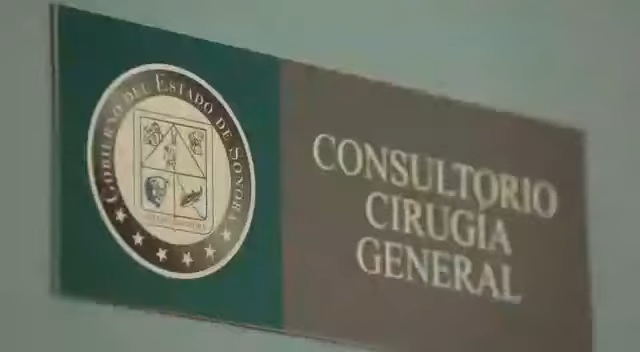 GOBIERNO DEL ESTADO DE SONORA
CONSULTORIO
CIRUGÍA
GENERAL